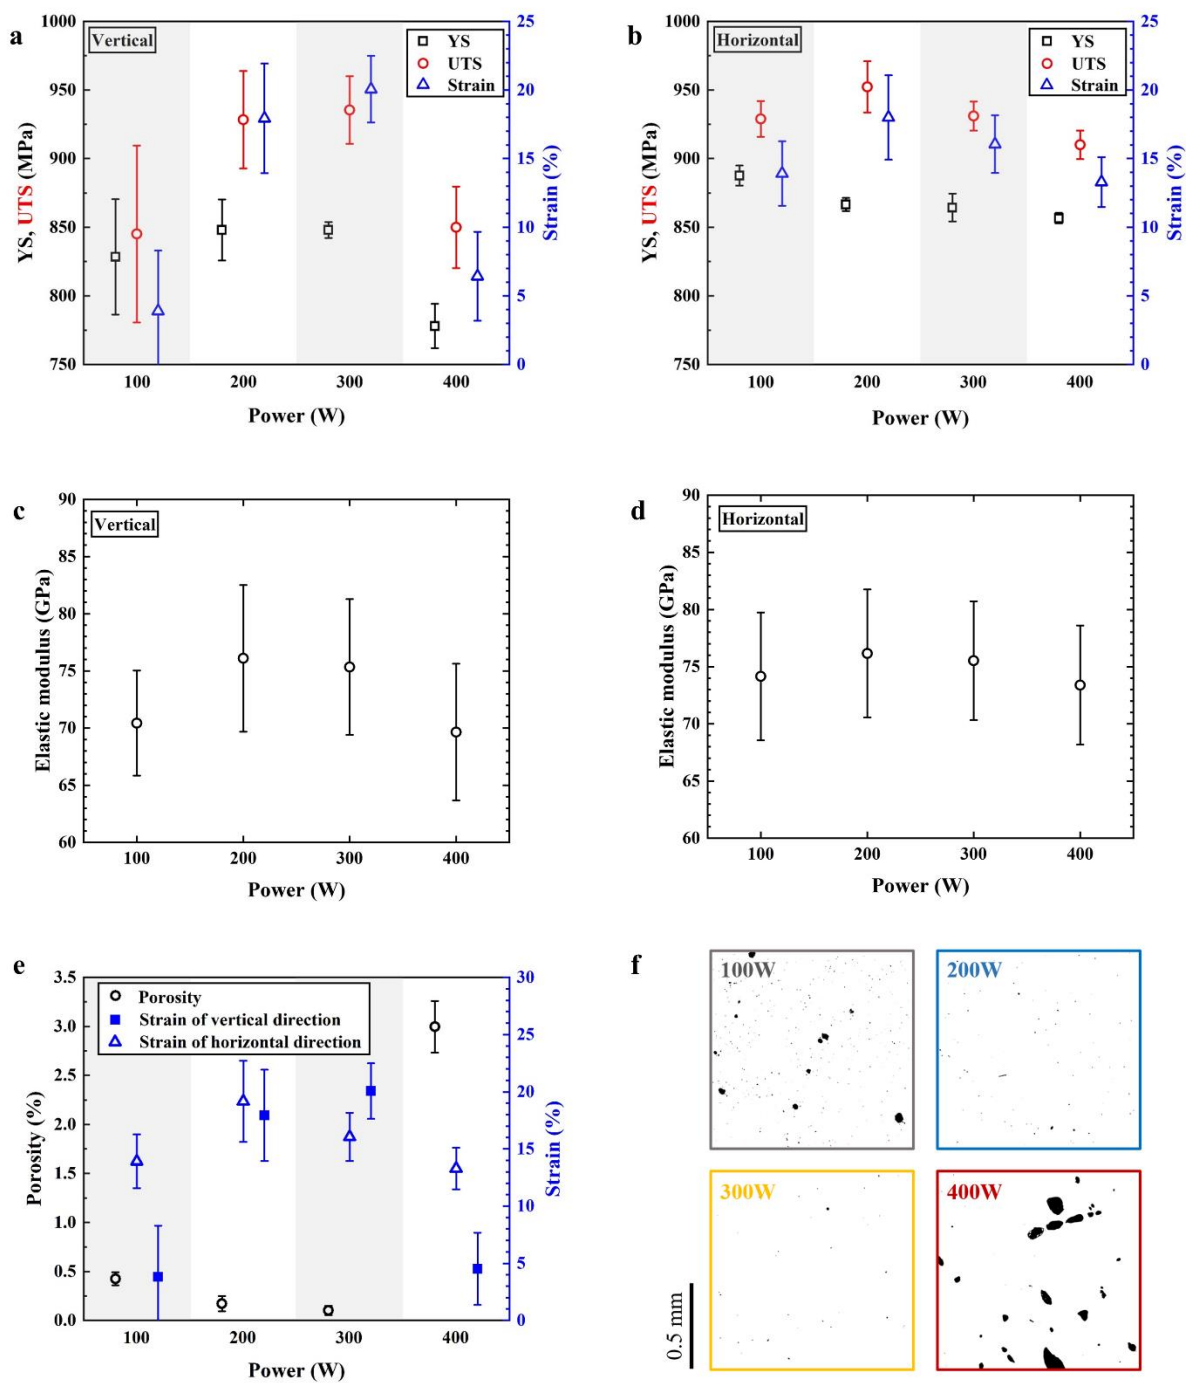 a
Vertical
YS
UTS
Strain
1000
950
900
850
800
750
25
20
15
10
5
0
YS, UTS (MPa)
Strain (%)
100 200 300 400
Power (W)
b
Horizontal
YS
UTS
Strain
1000
950
900
850
800
750
25
20
15
10
5
0
YS, UTS (MPa)
Strain (%)
100 200 300 400
Power (W)
c
Vertical
90
85
80
75
70
65
60
Elastic modulus (GPa)
100 200 300 400
Power (W)
d
Horizontal
90
85
80
75
70
65
60
Elastic modulus (GPa)
100 200 300 400
Power (W)
e
Porosity
Strain of vertical direction
Strain of horizontal direction
3.5
3.0
2.5
2.0
1.5
1.0
0.5
0.0
30
25
20
15
10
5
0
Porosity (%)
Strain (%)
100 200 300 400
Power (W)
f
100W
200W
300W
400W
0.5 mm